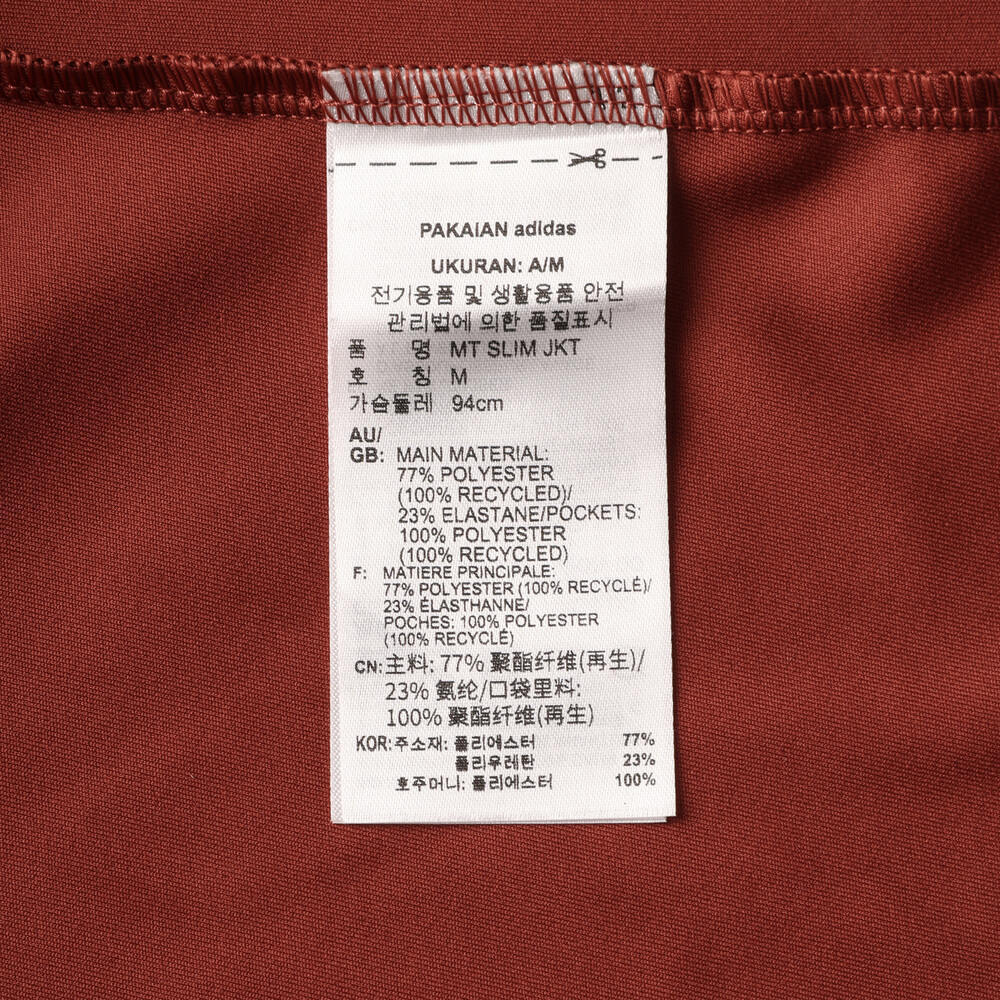 PAKAIAN adidas
UKURAN: A/M
전기용품 및 생활용품 안전
관리법에 의한 품질표시
품 명 MT SLIM JKT
호 칭 M
가슴둘레 94cm
AU/
GB: MAIN MATERIAL:
77% POLYESTER
(100% RECYCLED)/
23% ELASTANE/POCKETS:
100% POLYESTER
(100% RECYCLED)
F: MATIERE PRINCIPALE:
77% POLYESTER (100% RECYCLÉ)/
23% ÉLASTHANNE/
POCHES: 100% POLYESTER
(100% RECYCLÉ)
CN: 主料: 77% 聚酯纤维(再生)/
23% 氨纶/口袋里料:
100% 聚酯纤维(再生)
KOR: 주소재: 폴리에스터 77%
폴리우레탄 23%
호주머니: 폴리에스터 100%